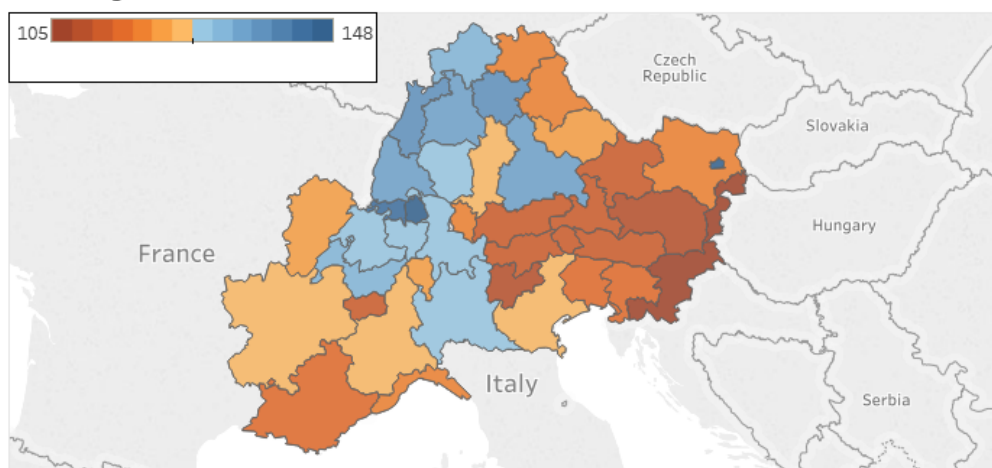 105
148
Czech
Republic
Slovakia
Hungary
France
Italy
Serbia